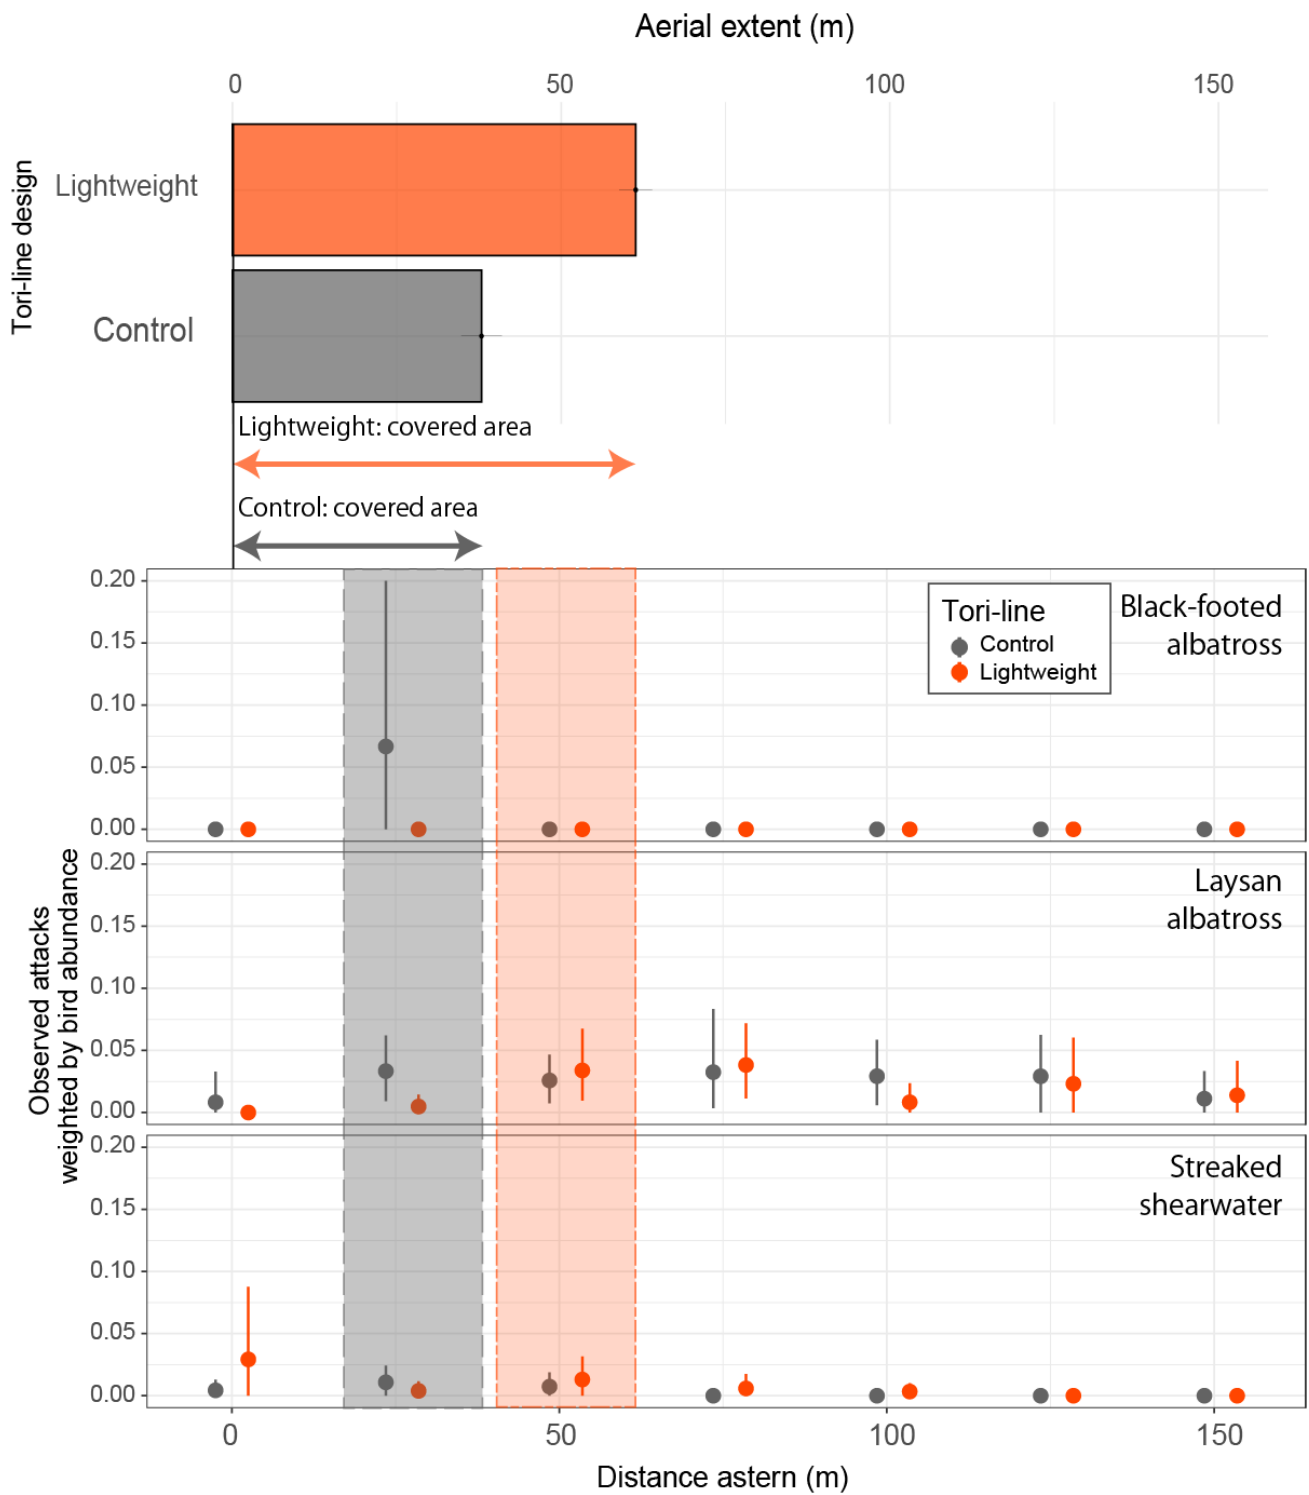 Aerial extent (m)
0 50 100 150
Tori-line design
Lightweight
Control
Lightweight: covered area
Control: covered area
Observed attacks
weighted by bird abundance
0.20
0.15
0.10
0.05
0.00
Tori-line
Control
Lightweight
Black-footed
albatross
0.20
0.15
0.10
0.05
0.00
Laysan
albatross
0.20
0.15
0.10
0.05
0.00
Streaked
shearwater
0 50 100 150
Distance astern (m)